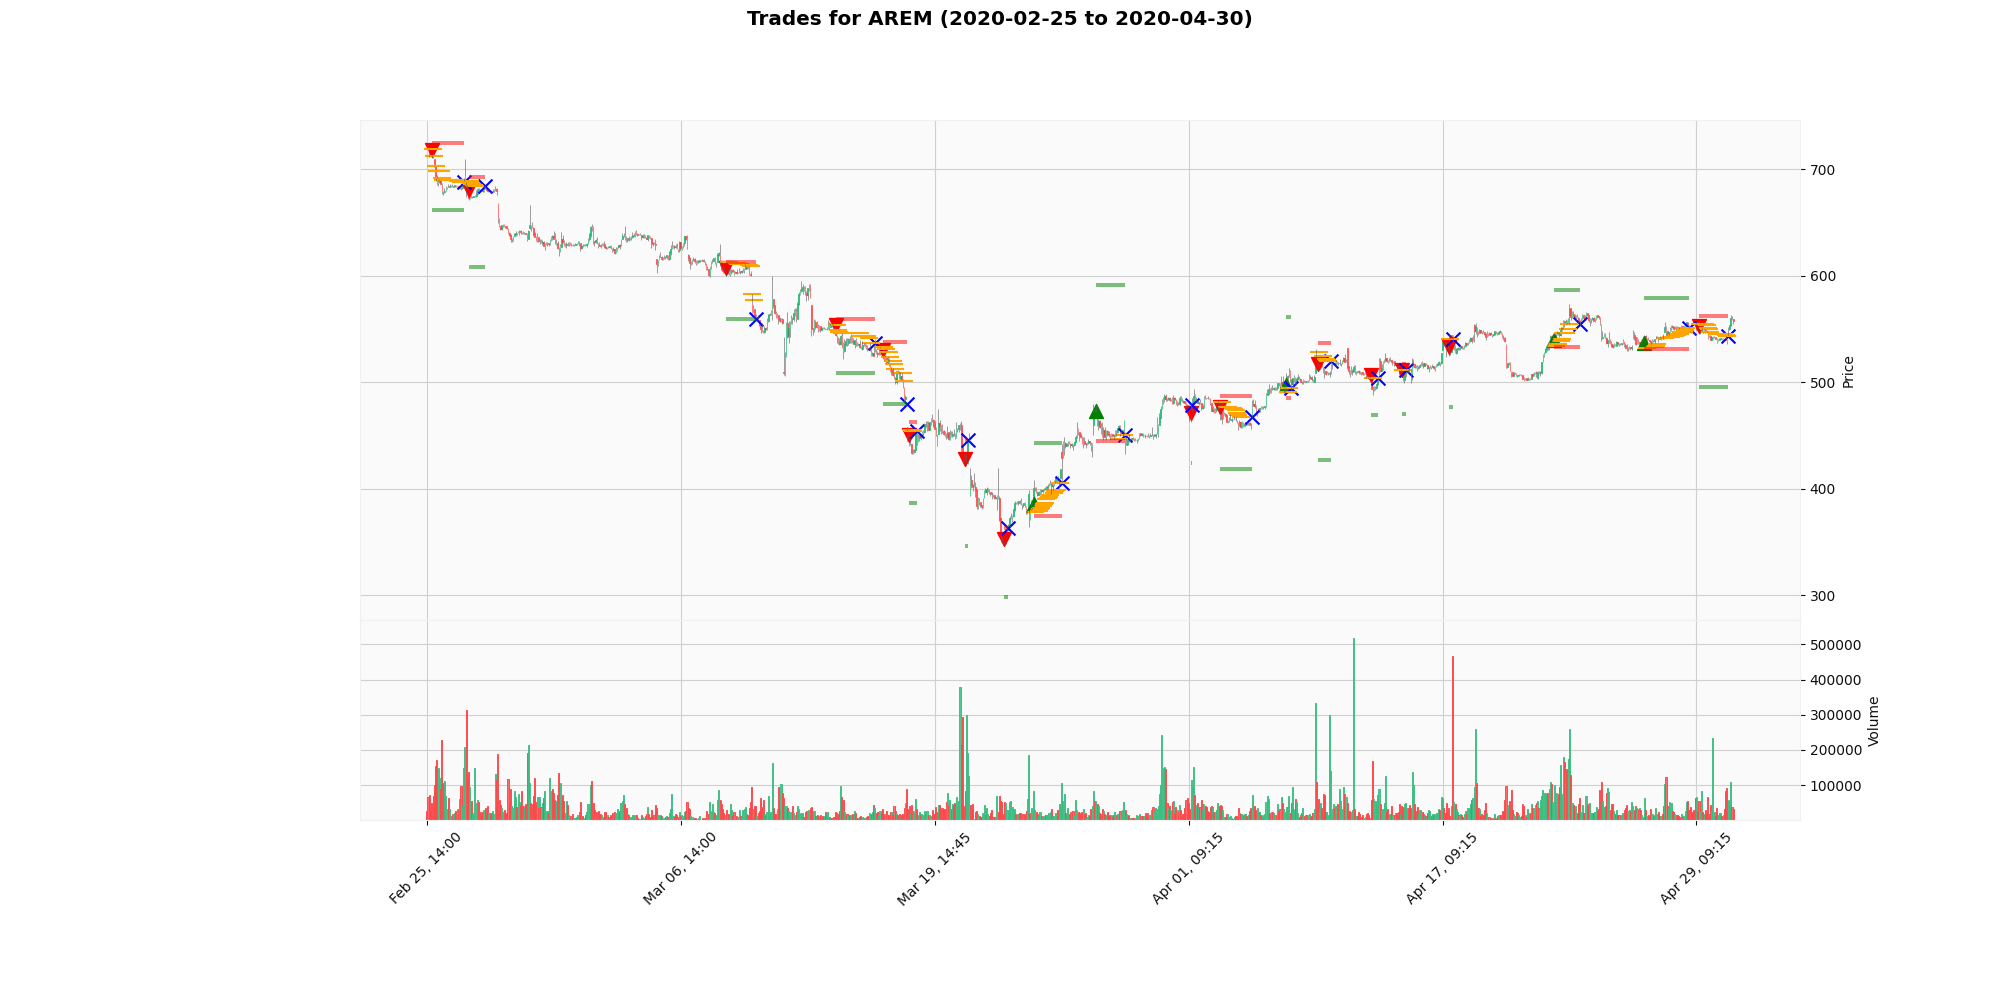 Trades for AREM (2020-02-25 to 2020-04-30)
700
600
500
400
300
Price
500000
400000
300000
200000
100000
Volume
Feb 25, 14:00
Mar 06, 14:00
Mar 19, 14:45
Apr 01, 09:15
Apr 17, 09:15
Apr 29, 09:15